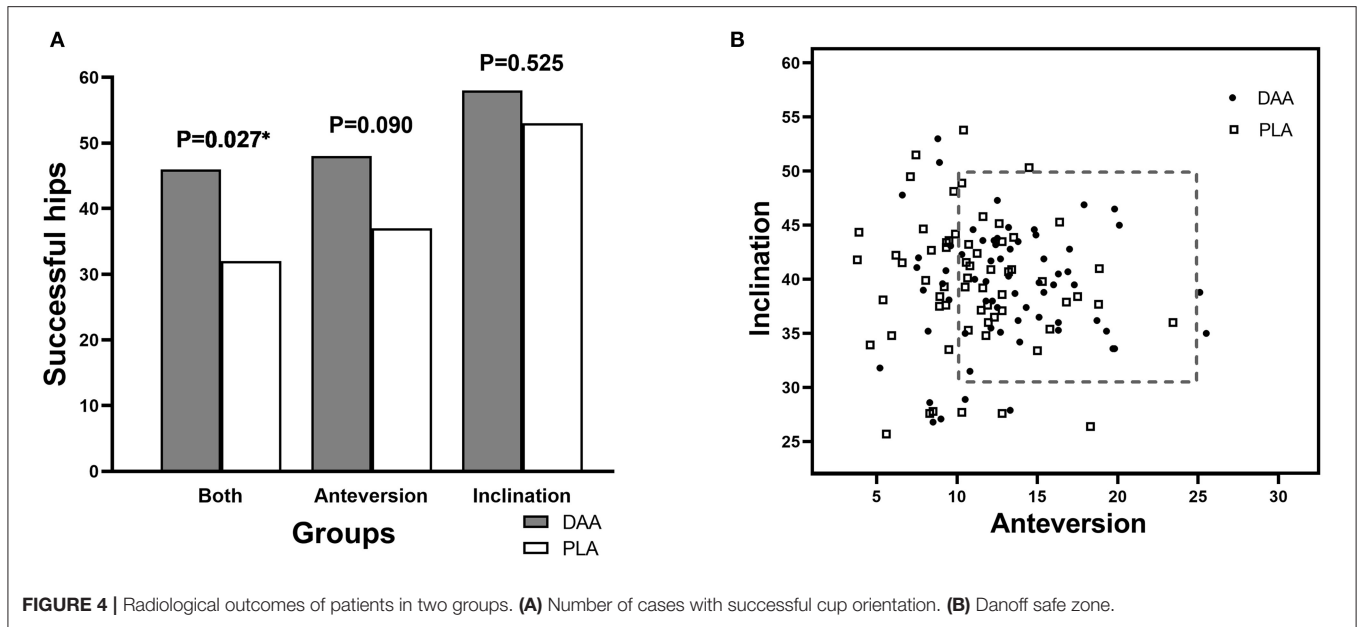 A
P=0.027*
P=0.090
P=0.525
Successful hips
60
50
40
30
20
10
0
Both Anteversion Inclination
Groups
DAA
PLA
B
Inclination
60
55
50
45
40
35
30
25
DAA
PLA
5 10 15 20 25 30
Anteversion
FIGURE 4 | Radiological outcomes of patients in two groups. (A) Number of cases with successful cup orientation. (B) Danoff safe zone.